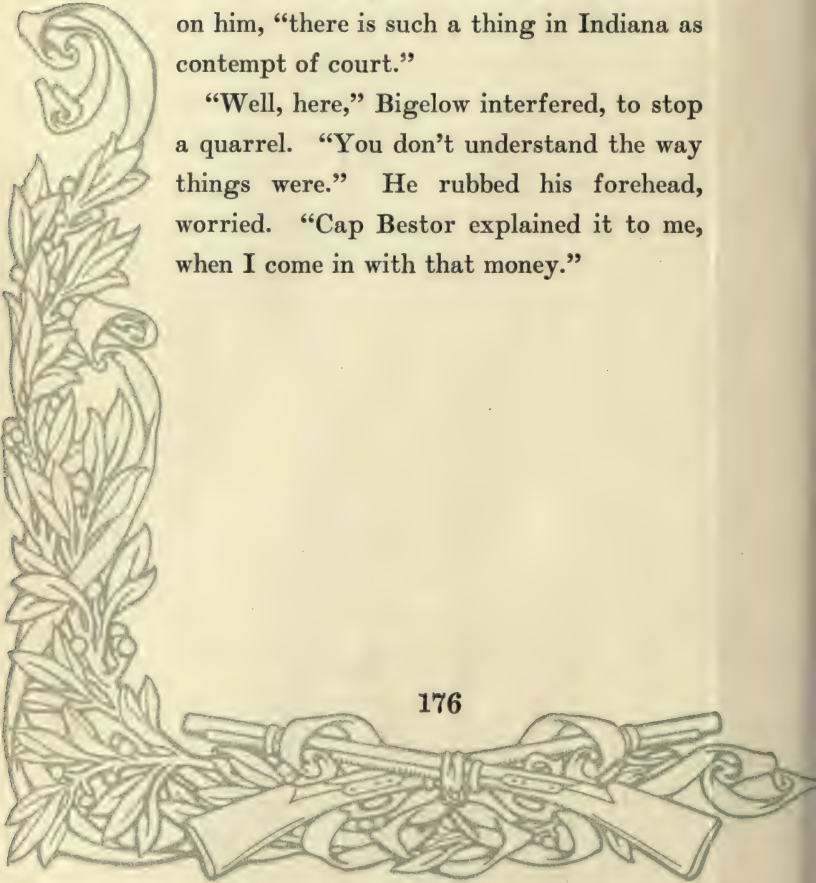 on him, “there is such a thing in Indiana as
contempt of court.”
“Well, here,” Bigelow interfered, to stop
a quarrel. “You don’t understand the way
things were.” He rubbed his forehead,
worried. “Cap Bestor explained it to me,
when I come in with that money.”
176